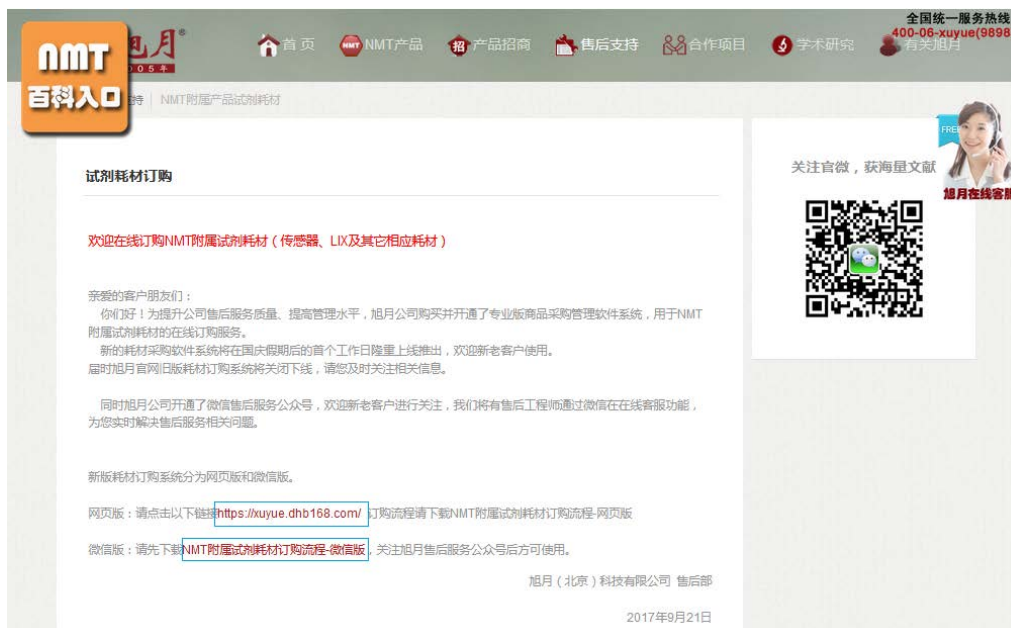 全国统一服务热线
400-06-xuyue(9898
旭月®
2005年
NMT
百科入口
首 页
NMT
NMT产品
招
产品招商
售后支持
合作项目
学术研究
有关旭月
持 | NMT附属产品试剂耗材
FREE
旭月在线客服
试剂耗材订购
关注官微，获海量文献
欢迎在线订购NMT附属试剂耗材（传感器、LIX及其它相应耗材）
亲爱的客户朋友们：
你们好！为提升公司售后服务质量、提高管理水平，旭月公司购买并开通了专业版商品采购管理软件系统，用于NMT
附属试剂耗材的在线订购服务。
新的耗材采购软件系统将在国庆假期后的首个工作日隆重上线推出，欢迎新老客户使用。
届时旭月官网旧版耗材订购系统将关闭下线，请您及时关注相关信息。
同时旭月公司开通了微信售后服务公众号，欢迎新老客户进行关注，我们将有售后工程师通过微信在在线客服功能，
为您实时解决售后服务相关问题。
新版耗材订购系统分为网页版和微信版。
网页版：请点击以下链接https://xuyue.dhb168.com/ 订购流程请下载NMT附属试剂耗材订购流程-网页版
微信版：请先下载NMT附属试剂耗材订购流程-微信版，关注旭月售后服务公众号后方可使用。
旭月（北京）科技有限公司 售后部
2017年9月21日